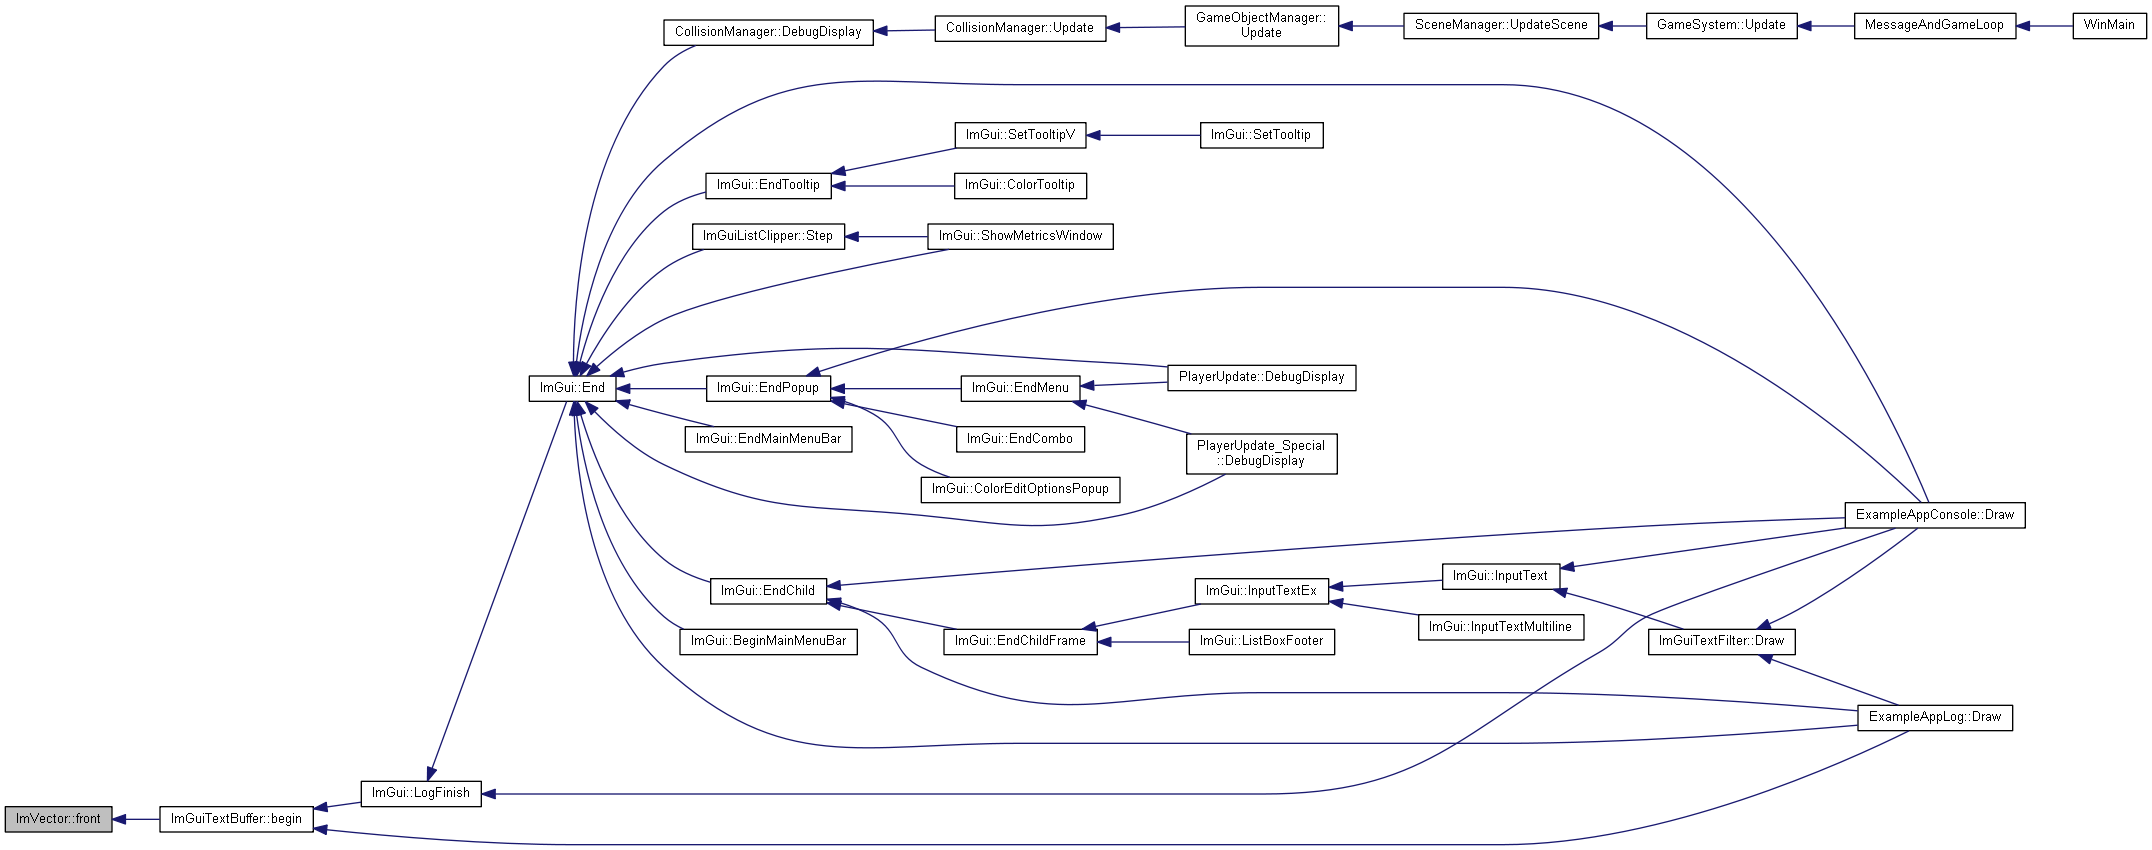 CollisionManager::DebugDisplay
CollisionManager::Update
GameObjectManager::
Update
SceneManager::UpdateScene
GameSystem::Update
MessageAndGameLoop
WinMain
ImGui::SetTooltipV
ImGui::SetTooltip
ImGui::EndTooltip
ImGui::ColorTooltip
ImGuiListClipper::Step
ImGui::ShowMetricsWindow
ImGui::End
ImGui::EndPopup
ImGui::EndMenu
PlayerUpdate::DebugDisplay
ImGui::EndMainMenuBar
ImGui::EndCombo
PlayerUpdate_Special
::DebugDisplay
ImGui::ColorEditOptionsPopup
ExampleAppConsole::Draw
ImGui::EndChild
ImGui::InputTextEx
ImGui::InputText
ImGui::BeginMainMenuBar
ImGui::EndChildFrame
ImGui::ListBoxFooter
ImGui::InputTextMultiline
ImGuiTextFilter::Draw
ExampleAppLog::Draw
ImGui::LogFinish
ImVector::front
ImGuiTextBuffer::begin